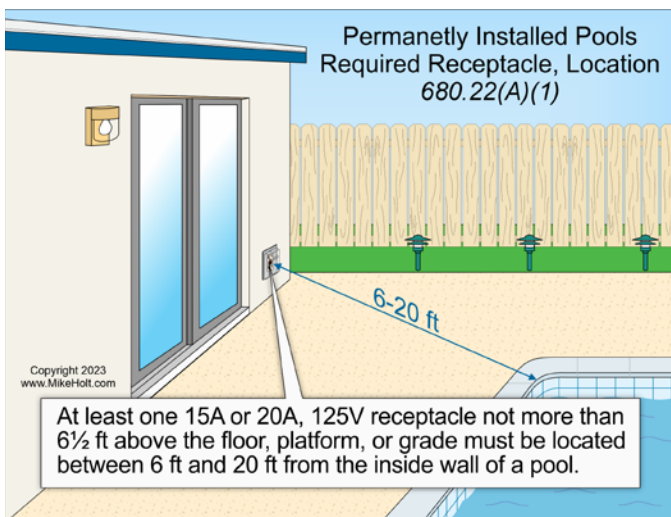 Permanetly Installed Pools
Required Receptacle, Location
680.22(A)(1)
6-20 ft
Copyright 2023
www.MikeHolt.com
At least one 15A or 20A, 125V receptacle not more than
6½ ft above the floor, platform, or grade must be located
between 6 ft and 20 ft from the inside wall of a pool.